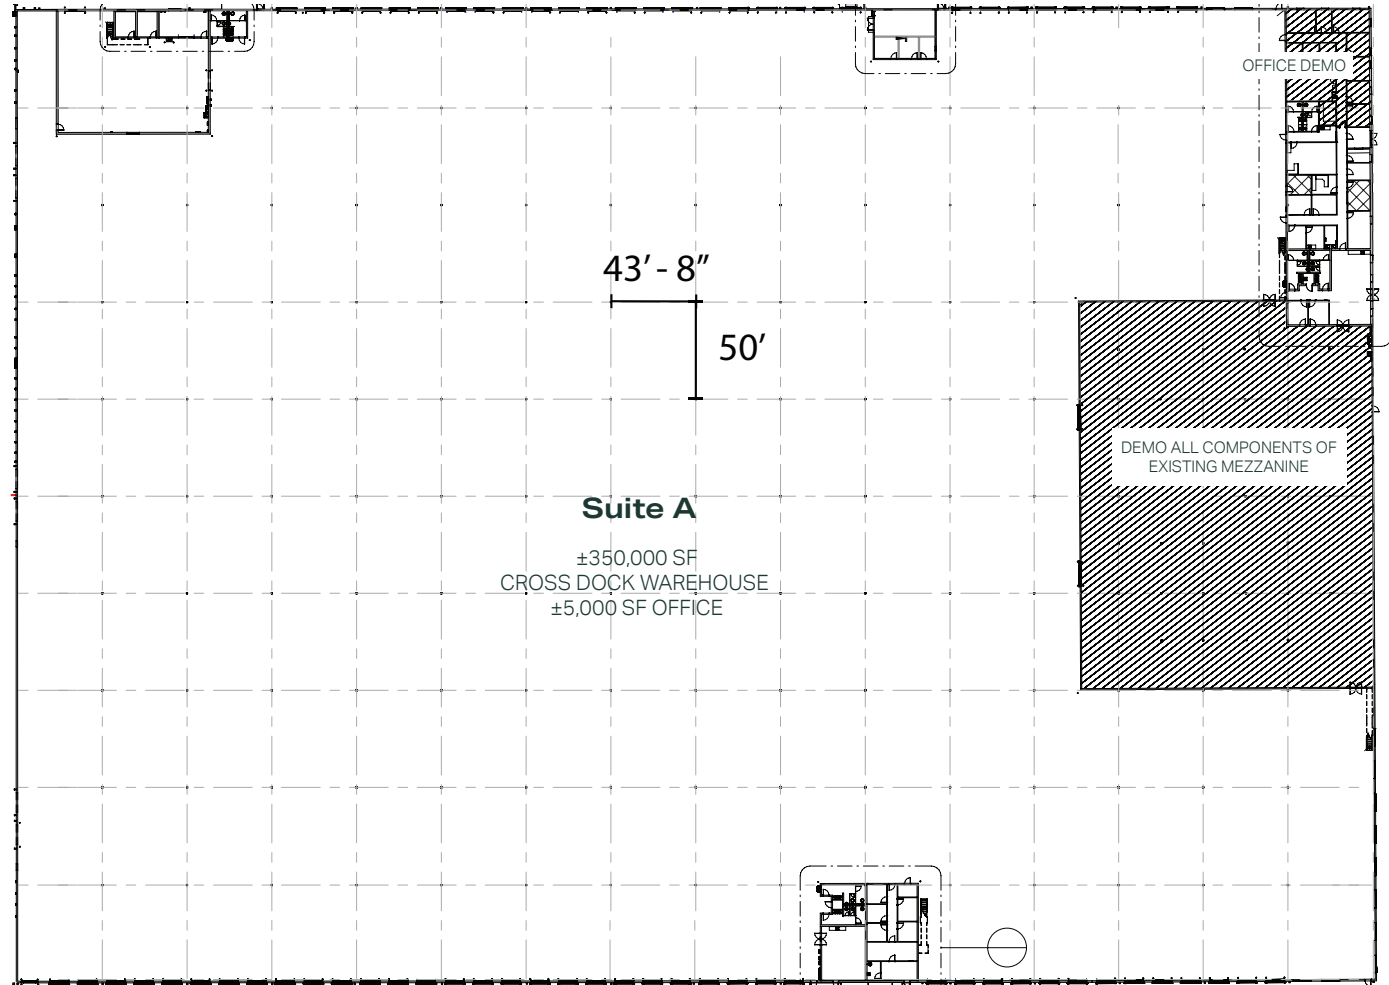 OFFICE DEMO
43’ - 8”
50’
DEMO ALL COMPONENTS OF
EXISTING MEZZANINE
Suite A
±350,000 SF
CROSS DOCK WAREHOUSE
±5,000 SF OFFICE